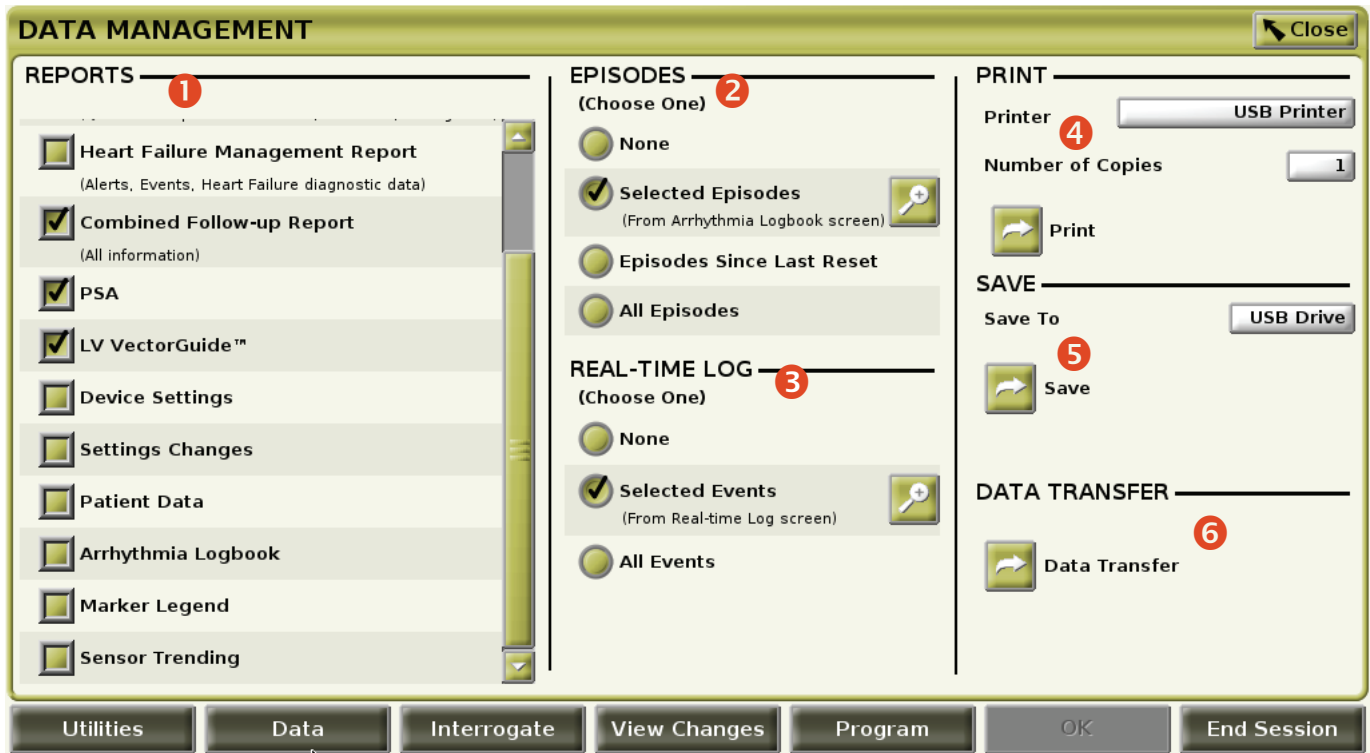 DATA MANAGEMENT
Close
REPORTS
1
Heart Failure Management Report
(Alerts, Events, Heart Failure diagnostic data)
Combined Follow-up Report
(All information)
PSA
LV VectorGuide™
Device Settings
Settings Changes
Patient Data
Arrhythmia Logbook
Marker Legend
Sensor Trending
EPISODES
2
(Choose One)
None
Selected Episodes
(From Arrhythmia Logbook screen)
Episodes Since Last Reset
All Episodes
REAL-TIME LOG
3
(Choose One)
None
Selected Events
(From Real-time Log screen)
All Events
PRINT
Printer
4
USB Printer
Number of Copies
1
Print
SAVE
Save To
USB Drive
5
Save
DATA TRANSFER
6
Data Transfer
Utilities
Data
Interrogate
View Changes
Program
OK
End Session